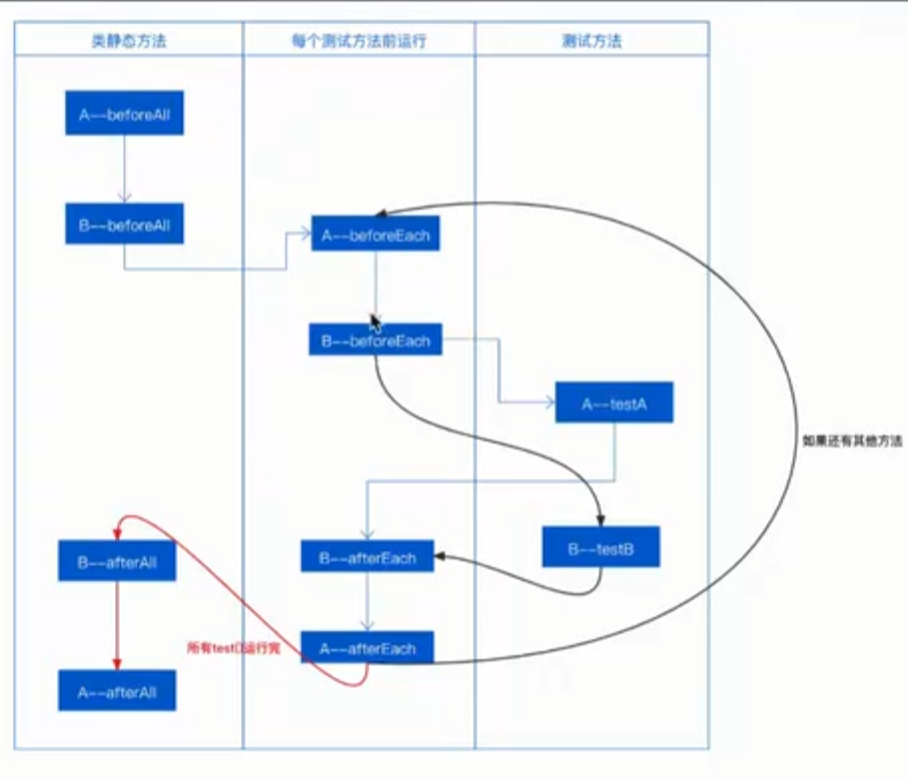 类静态方法
每个测试方法前运行
测试方法
A--beforeAll
B--beforeAll
A--beforeEach
B--beforeEach
A--testA
如果还有其他方法
B--testB
B--afterEach
B--afterAll
所有test()运行完
A--afterEach
A--afterAll